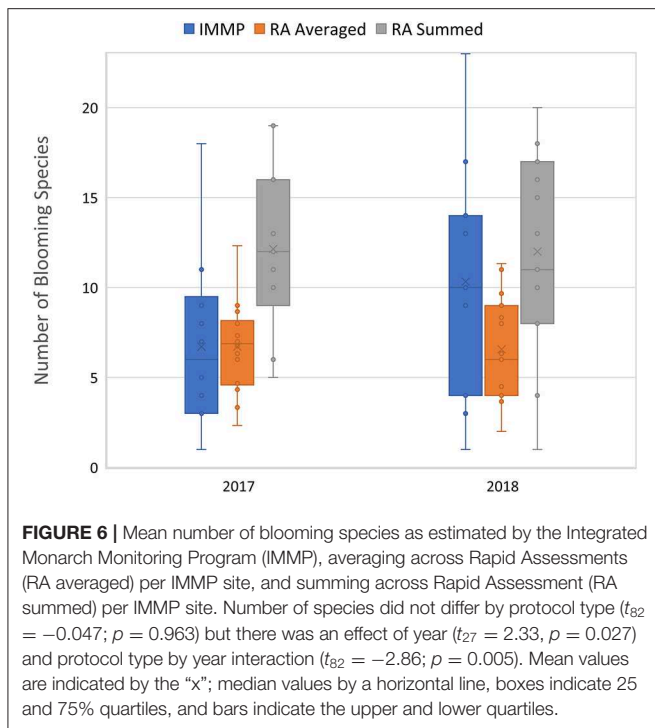 IMMP RA Averaged RA Summed
20
15
10
5
0
Number of Blooming Species
2017 2018
FIGURE 6 | Mean number of blooming species as estimated by the Integrated
Monarch Monitoring Program (IMMP), averaging across Rapid Assessments
(RA averaged) per IMMP site, and summing across Rapid Assessment (RA
summed) per IMMP site. Number of species did not differ by protocol type (t82
= −0.047; p = 0.963) but there was an effect of year (t27 = 2.33, p = 0.027)
and protocol type by year interaction (t82 = −2.86; p = 0.005). Mean values
are indicated by the “x”; median values by a horizontal line, boxes indicate 25
and 75% quartiles, and bars indicate the upper and lower quartiles.